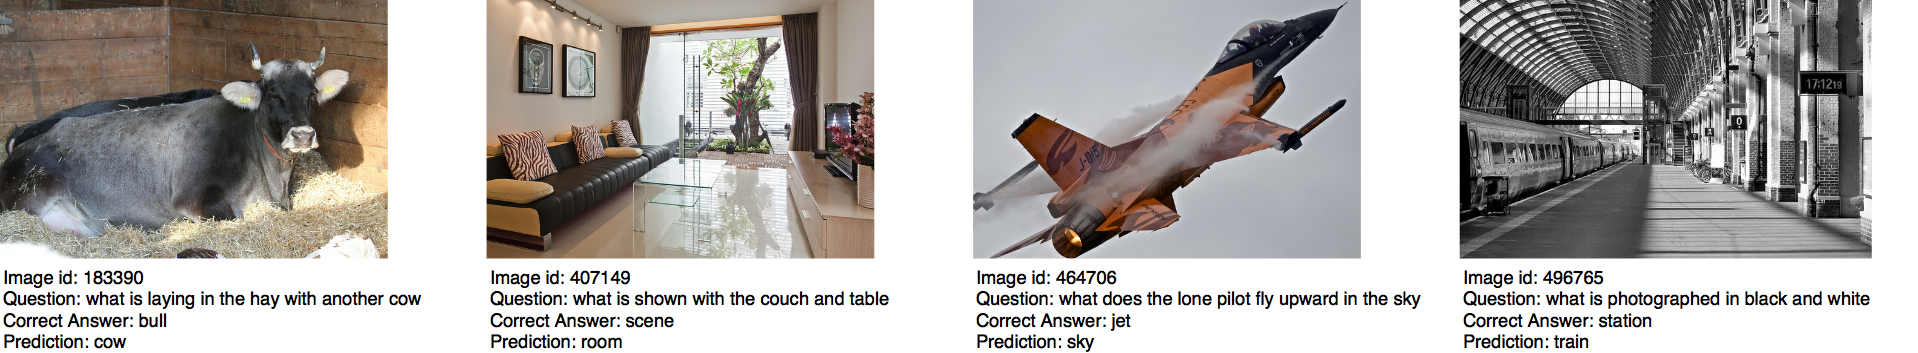 17:12 19
0
J-015
Image id: 183390
Question: what is laying in the hay with another cow
Correct Answer: bull
Prediction: cow
Image id: 407149
Question: what is shown with the couch and table
Correct Answer: scene
Prediction: room
Image id: 464706
Question: what does the lone pilot fly upward in the sky
Correct Answer: jet
Prediction: sky
Image id: 496765
Question: what is photographed in black and white
Correct Answer: station
Prediction: train